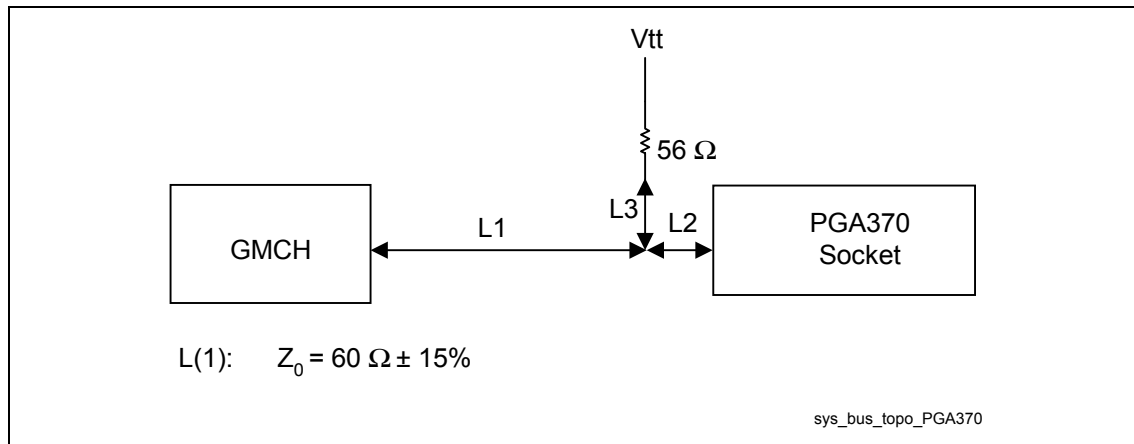 Vtt
56 Ω
L3
L1
L2
GMCH
PGA370
Socket
L(1): Z₀ = 60 Ω ± 15%
sys_bus_topo_PGA370